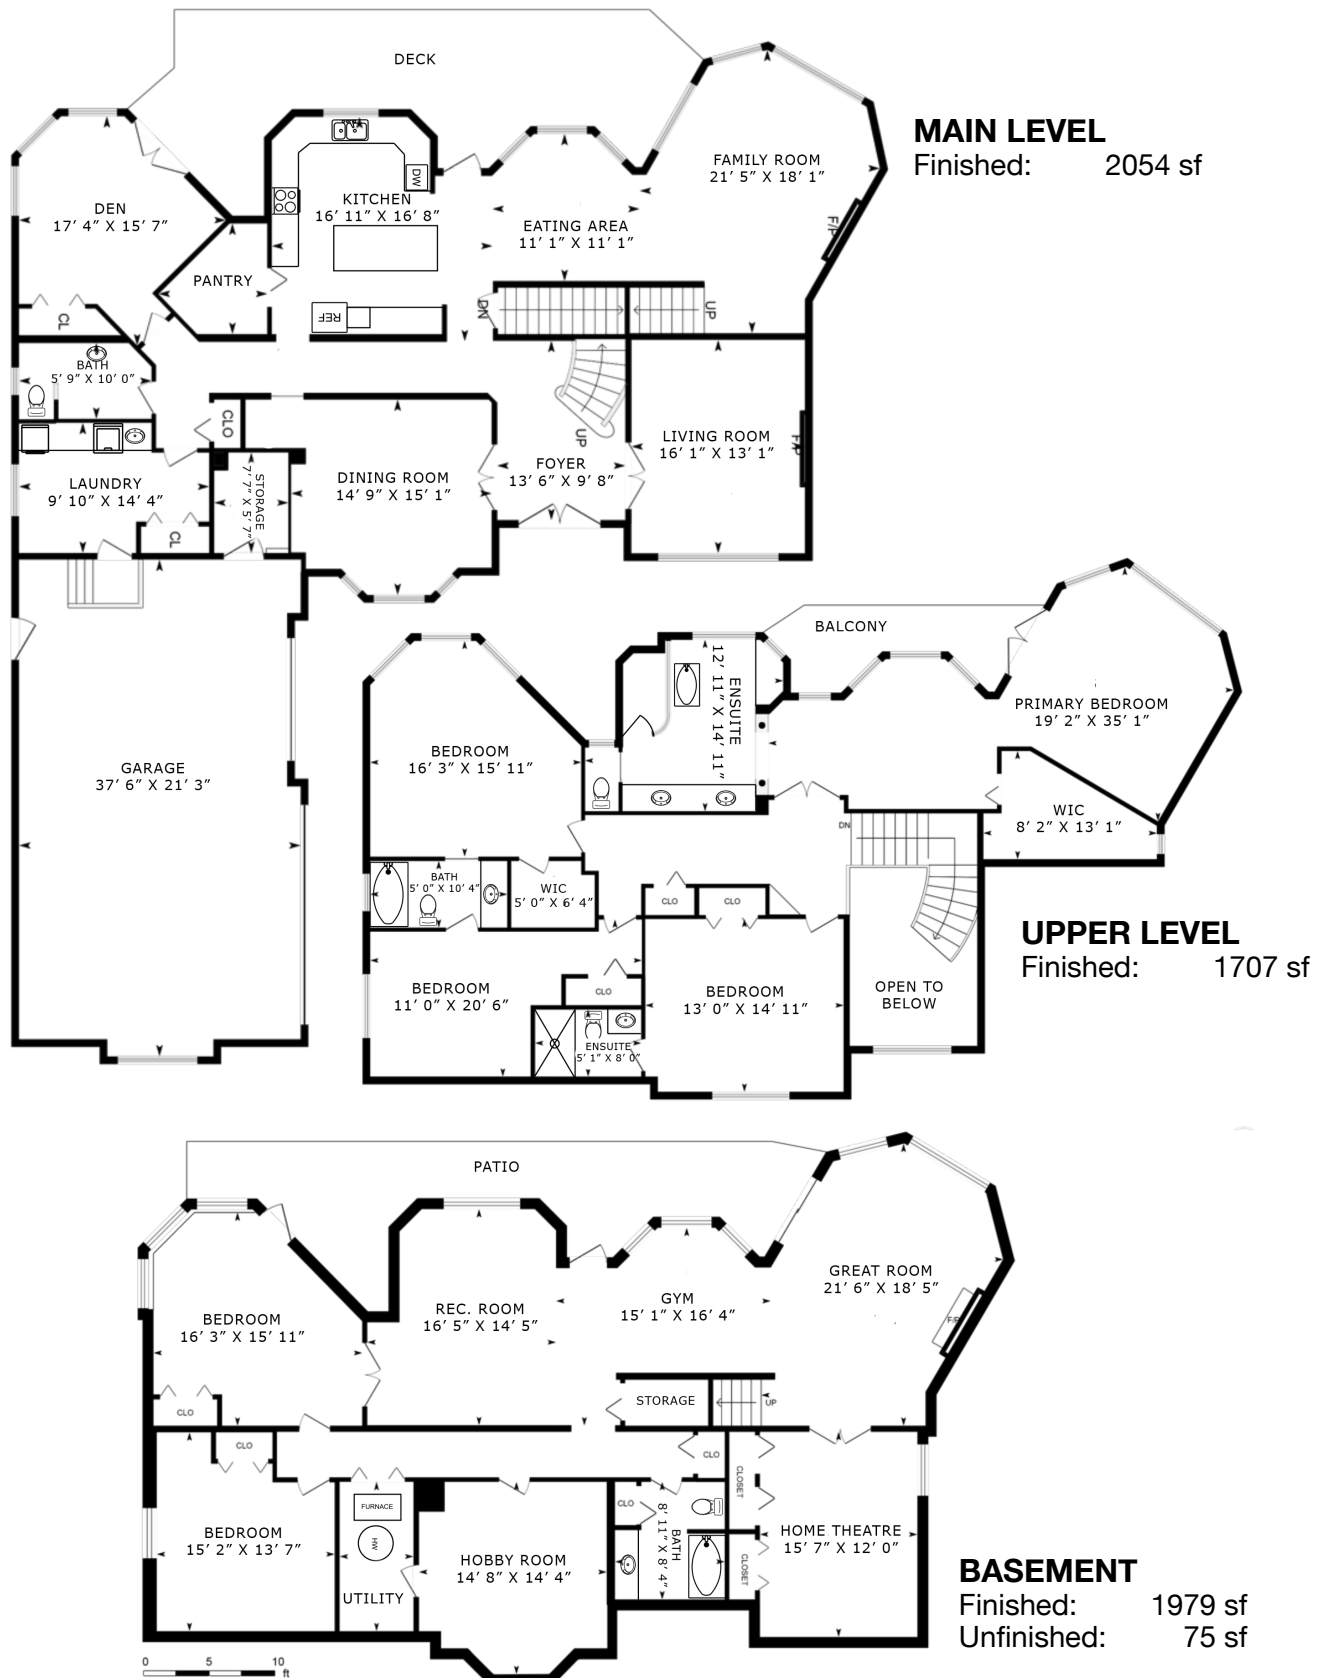 DECK
MAIN LEVEL
Finished: 2054 sf
FAMILY ROOM
21' 5" X 18' 1"
F/P
DEN
17' 4" X 15' 7"
KITCHEN
16' 11" X 16' 8"
DW
EATING AREA
11' 1" X 11' 1"
PANTRY
REF
DN
UP
CL
BATH
5' 9" X 10' 0"
CLO
UP
LIVING ROOM
16' 1" X 13' 1"
F/P
FOYER
13' 6" X 9' 8"
DINING ROOM
14' 9" X 15' 1"
STORAGE
7' 7" X 5' 7"
LAUNDRY
9' 10" X 14' 4"
CL
GARAGE
37' 6" X 21' 3"
BALCONY
ENSUITE
12' 11" X 14' 11"
PRIMARY BEDROOM
19' 2" X 35' 1"
BEDROOM
16' 3" X 15' 11"
WIC
8' 2" X 13' 1"
DN
BATH
5' 0" X 10' 4"
WIC
5' 0" X 6' 4"
CLO
CLO
UPPER LEVEL
Finished: 1707 sf
BEDROOM
11' 0" X 20' 6"
CLO
BEDROOM
13' 0" X 14' 11"
OPEN TO
BELOW
ENSUITE
5' 1" X 8' 0"
PATIO
GREAT ROOM
21' 6" X 18' 5"
F/P
BEDROOM
16' 3" X 15' 11"
REC. ROOM
16' 5" X 14' 5"
GYM
15' 1" X 16' 4"
STORAGE
UP
CLO
CLO
CLO
CLOSET
FURNACE
HW
CLO
BATH
8' 11" X 8' 4"
BEDROOM
15' 2" X 13' 7"
UTILITY
HOBBY ROOM
14' 8" X 14' 4"
HOME THEATRE
15' 7" X 12' 0"
CLOSET
BASEMENT
Finished: 1979 sf
Unfinished: 75 sf
0 5 10
ft